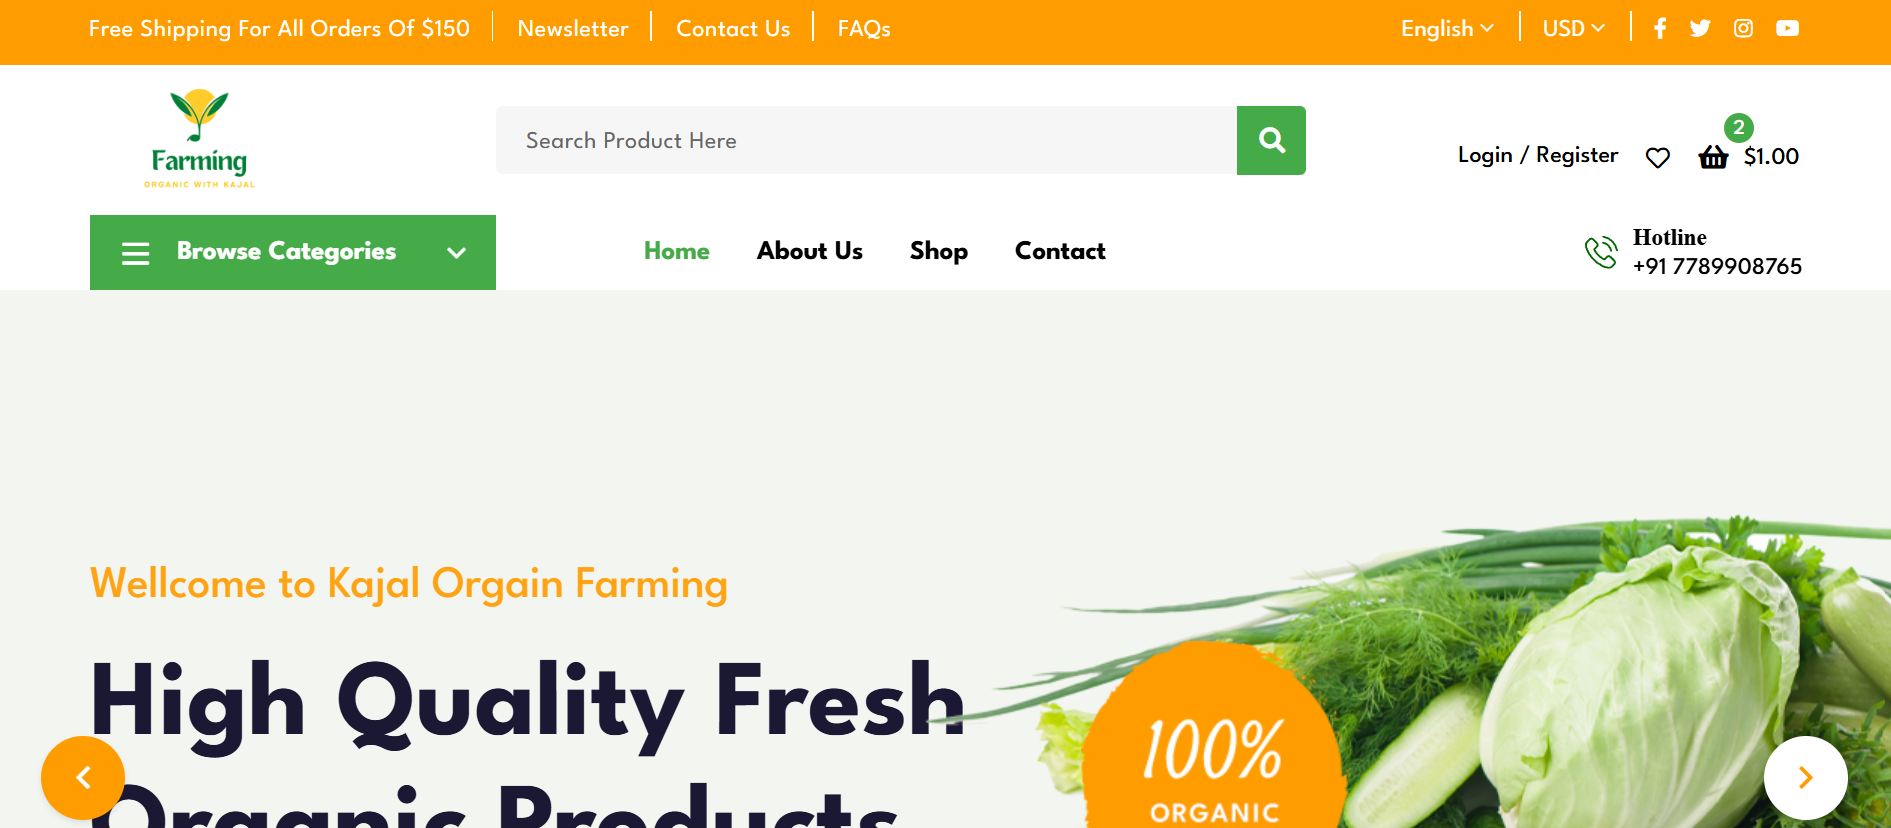 Free Shipping For All Orders Of $150
Newsletter
Contact Us
FAQs
English
USD
Farming
ORGANIC WITH KAJAL
Search Product Here
Login / Register
2
$1.00
Browse Categories
Home
About Us
Shop
Contact
Hotline
+91 7789908765
Wellcome to Kajal Orgain Farming
High Quality Fresh
Organic Products
100%
ORGANIC